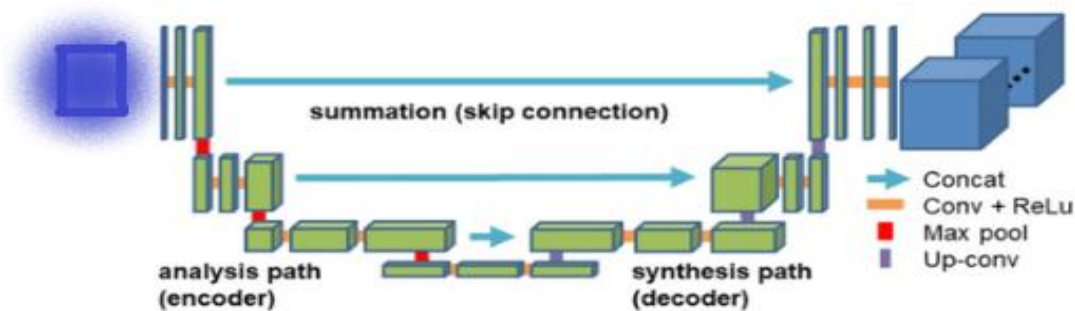 summation (skip connection)
Concat
Conv + ReLu
Max pool
Up-conv
analysis path
(encoder)
synthesis path
(decoder)